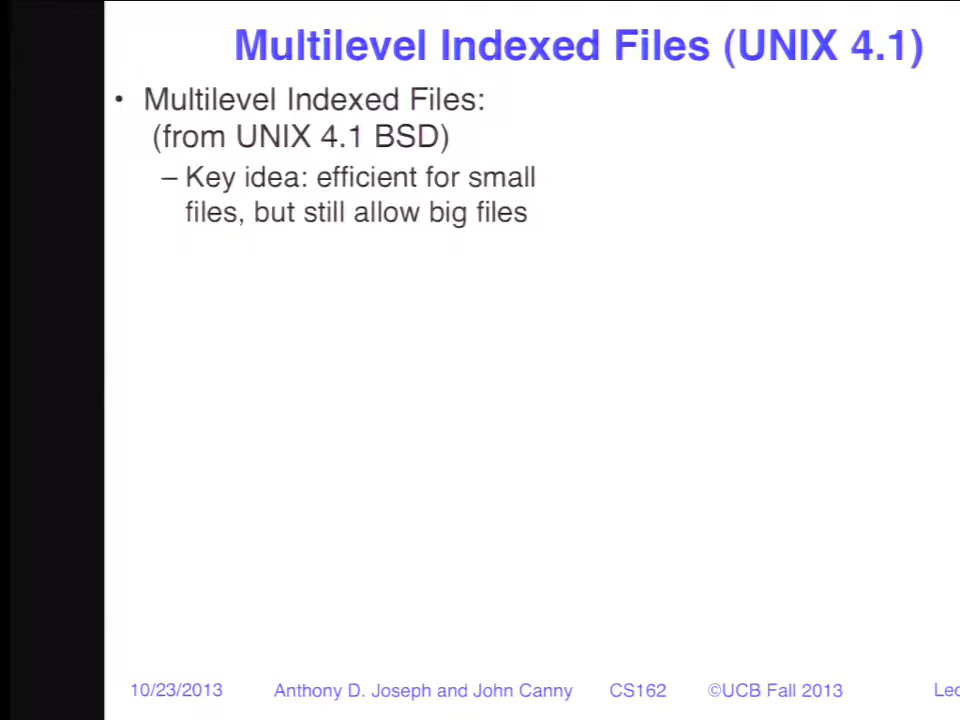 Multilevel Indexed Files (UNIX 4.1)
• Multilevel Indexed Files:
(from UNIX 4.1 BSD)
– Key idea: efficient for small
files, but still allow big files
10/23/2013 Anthony D. Joseph and John Canny CS162 ©UCB Fall 2013